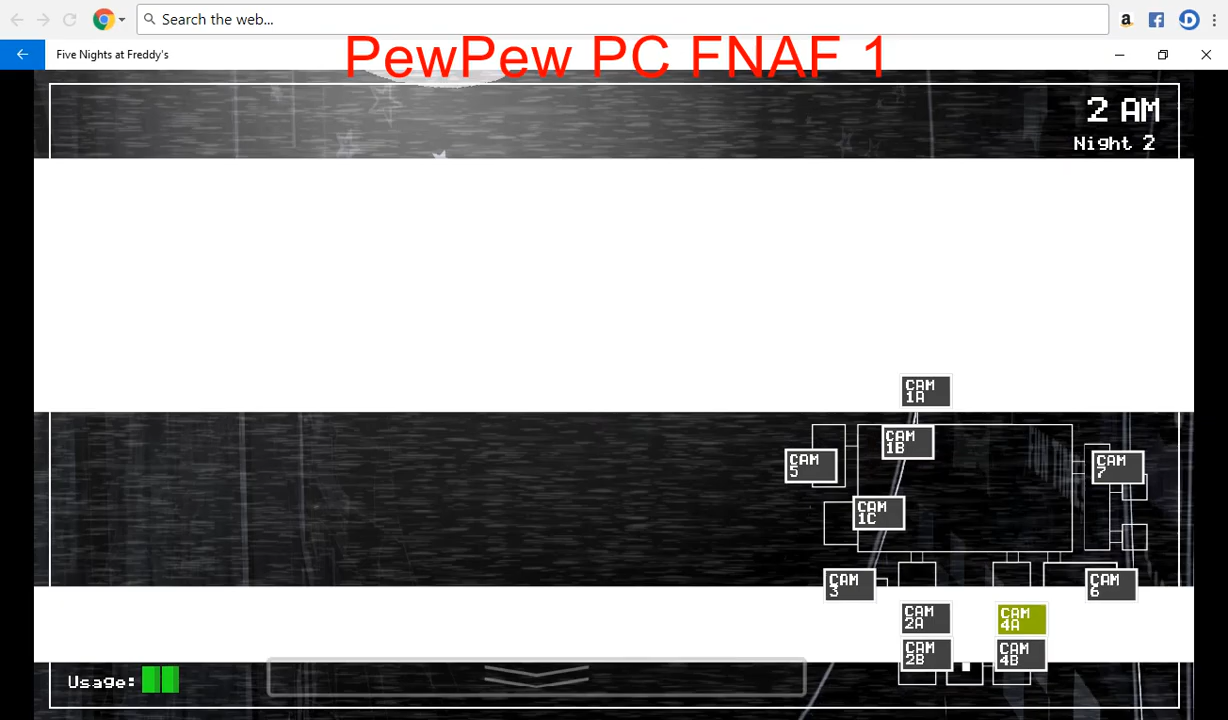 Search the web...
Five Nights at Freddy's
PewPew PC FNAF 1
2 AM
Night 2
CAM 1A
CAM 1B
CAM 5
CAM 7
CAM 1C
CAM 3
CAM 6
CAM 2A
CAM 4A
CAM 2B
CAM 4B
Usage: